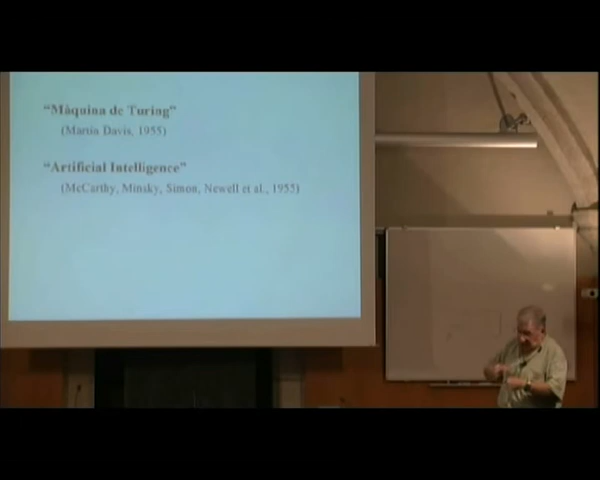 “Màquina de Turing”
(Martin Davis, 1955)
“Artificial Intelligence”
(McCarthy, Minsky, Simon, Newell et al., 1955)